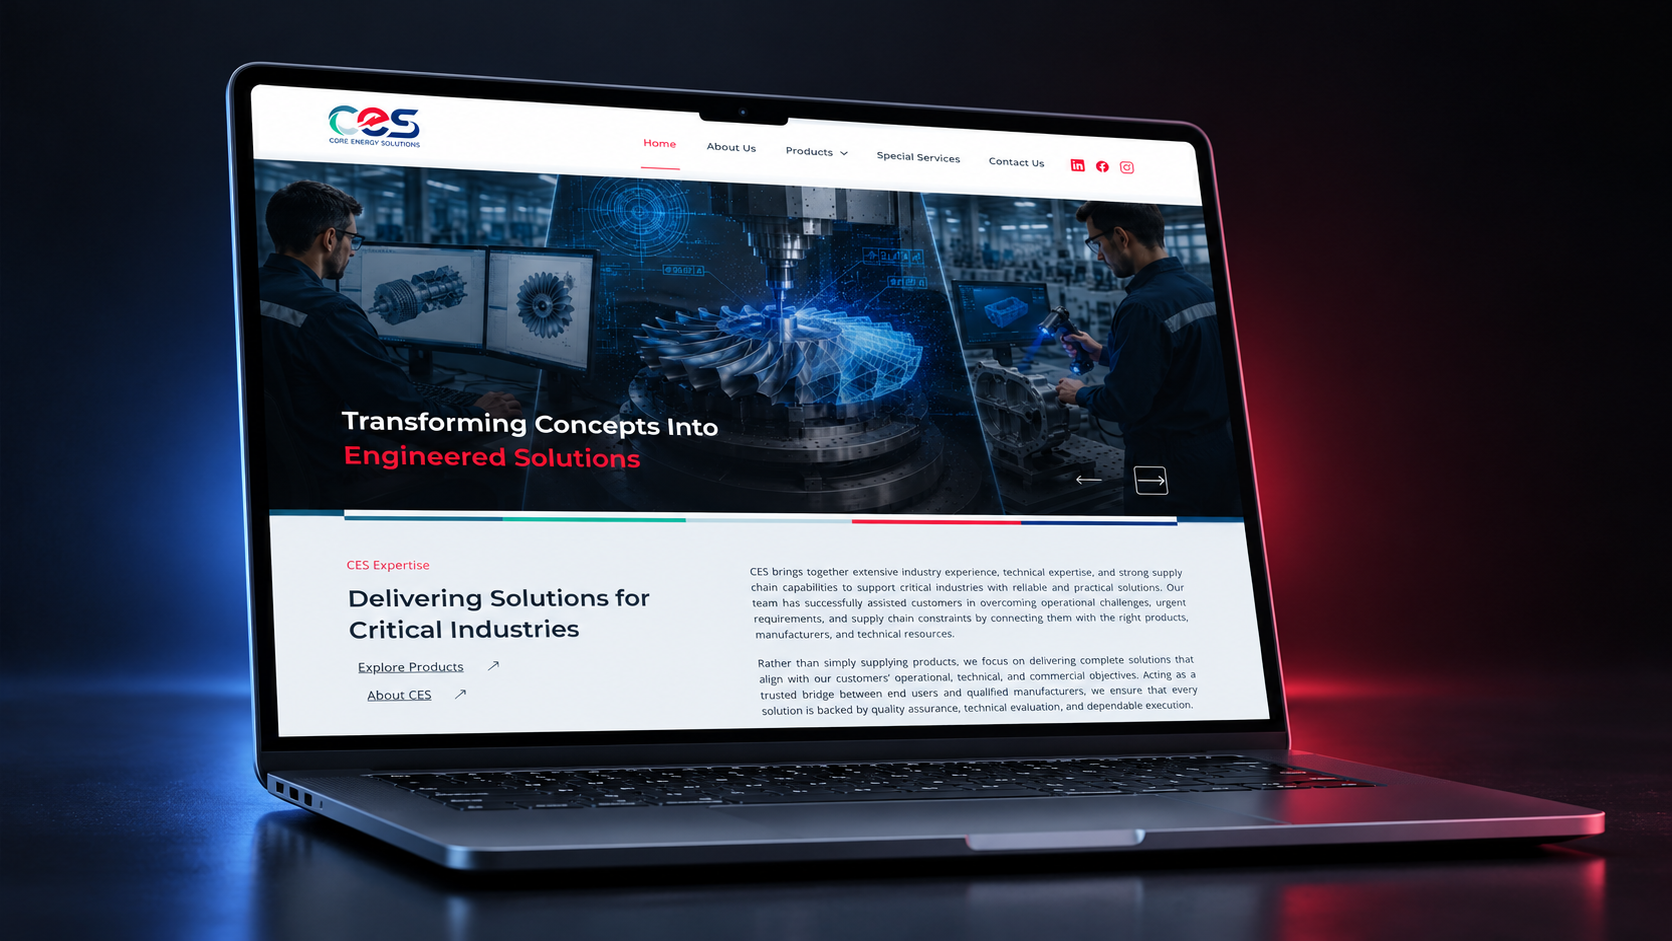 CES
CORE ENERGY SOLUTIONS
Home
About Us
Products
Special Services
Contact Us
Transforming Concepts Into
Engineered Solutions
CES Expertise
Delivering Solutions for
Critical Industries
Explore Products
About CES
CES brings together extensive industry experience, technical expertise, and strong supply
chain capabilities to support critical industries with reliable and practical solutions. Our
team has successfully assisted customers in overcoming operational challenges, urgent
requirements, and supply chain constraints by connecting them with the right products,
manufacturers, and technical resources.
Rather than simply supplying products, we focus on delivering complete solutions that
align with our customers' operational, technical, and commercial objectives. Acting as a
trusted bridge between end users and qualified manufacturers, we ensure that every
solution is backed by quality assurance, technical evaluation, and dependable execution.